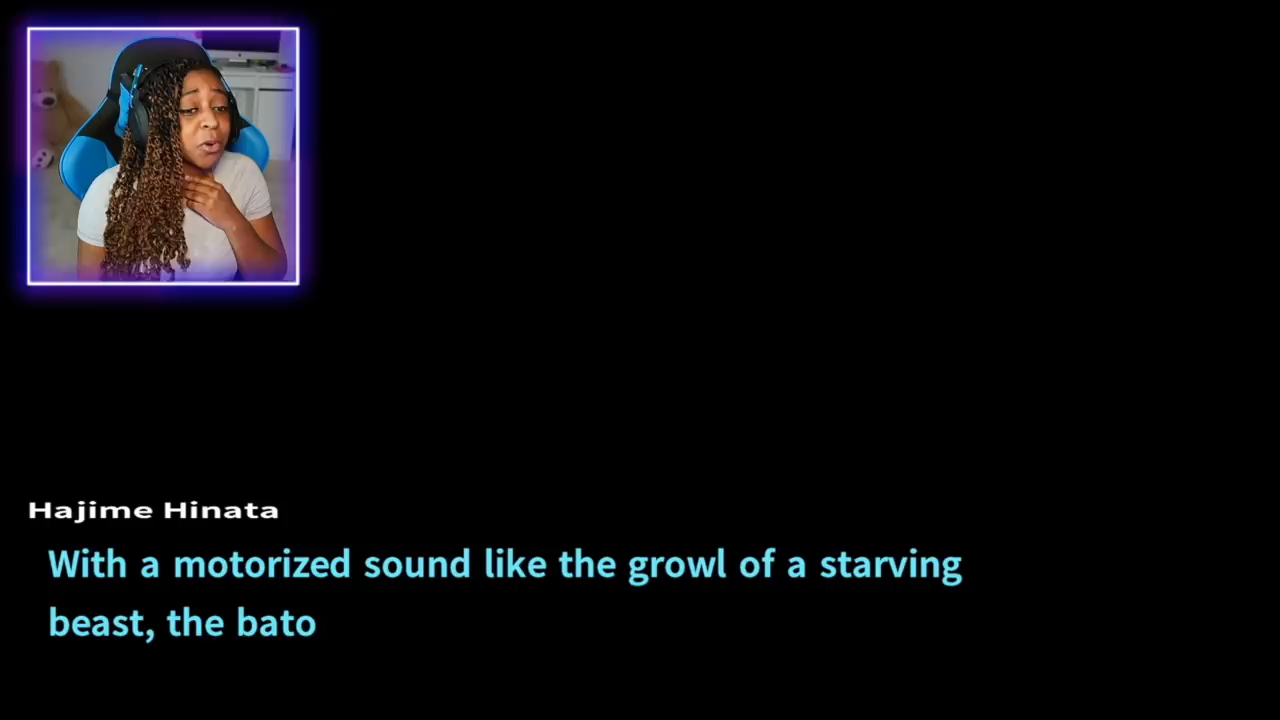 Hajime Hinata
With a motorized sound like the growl of a starving
beast, the bato